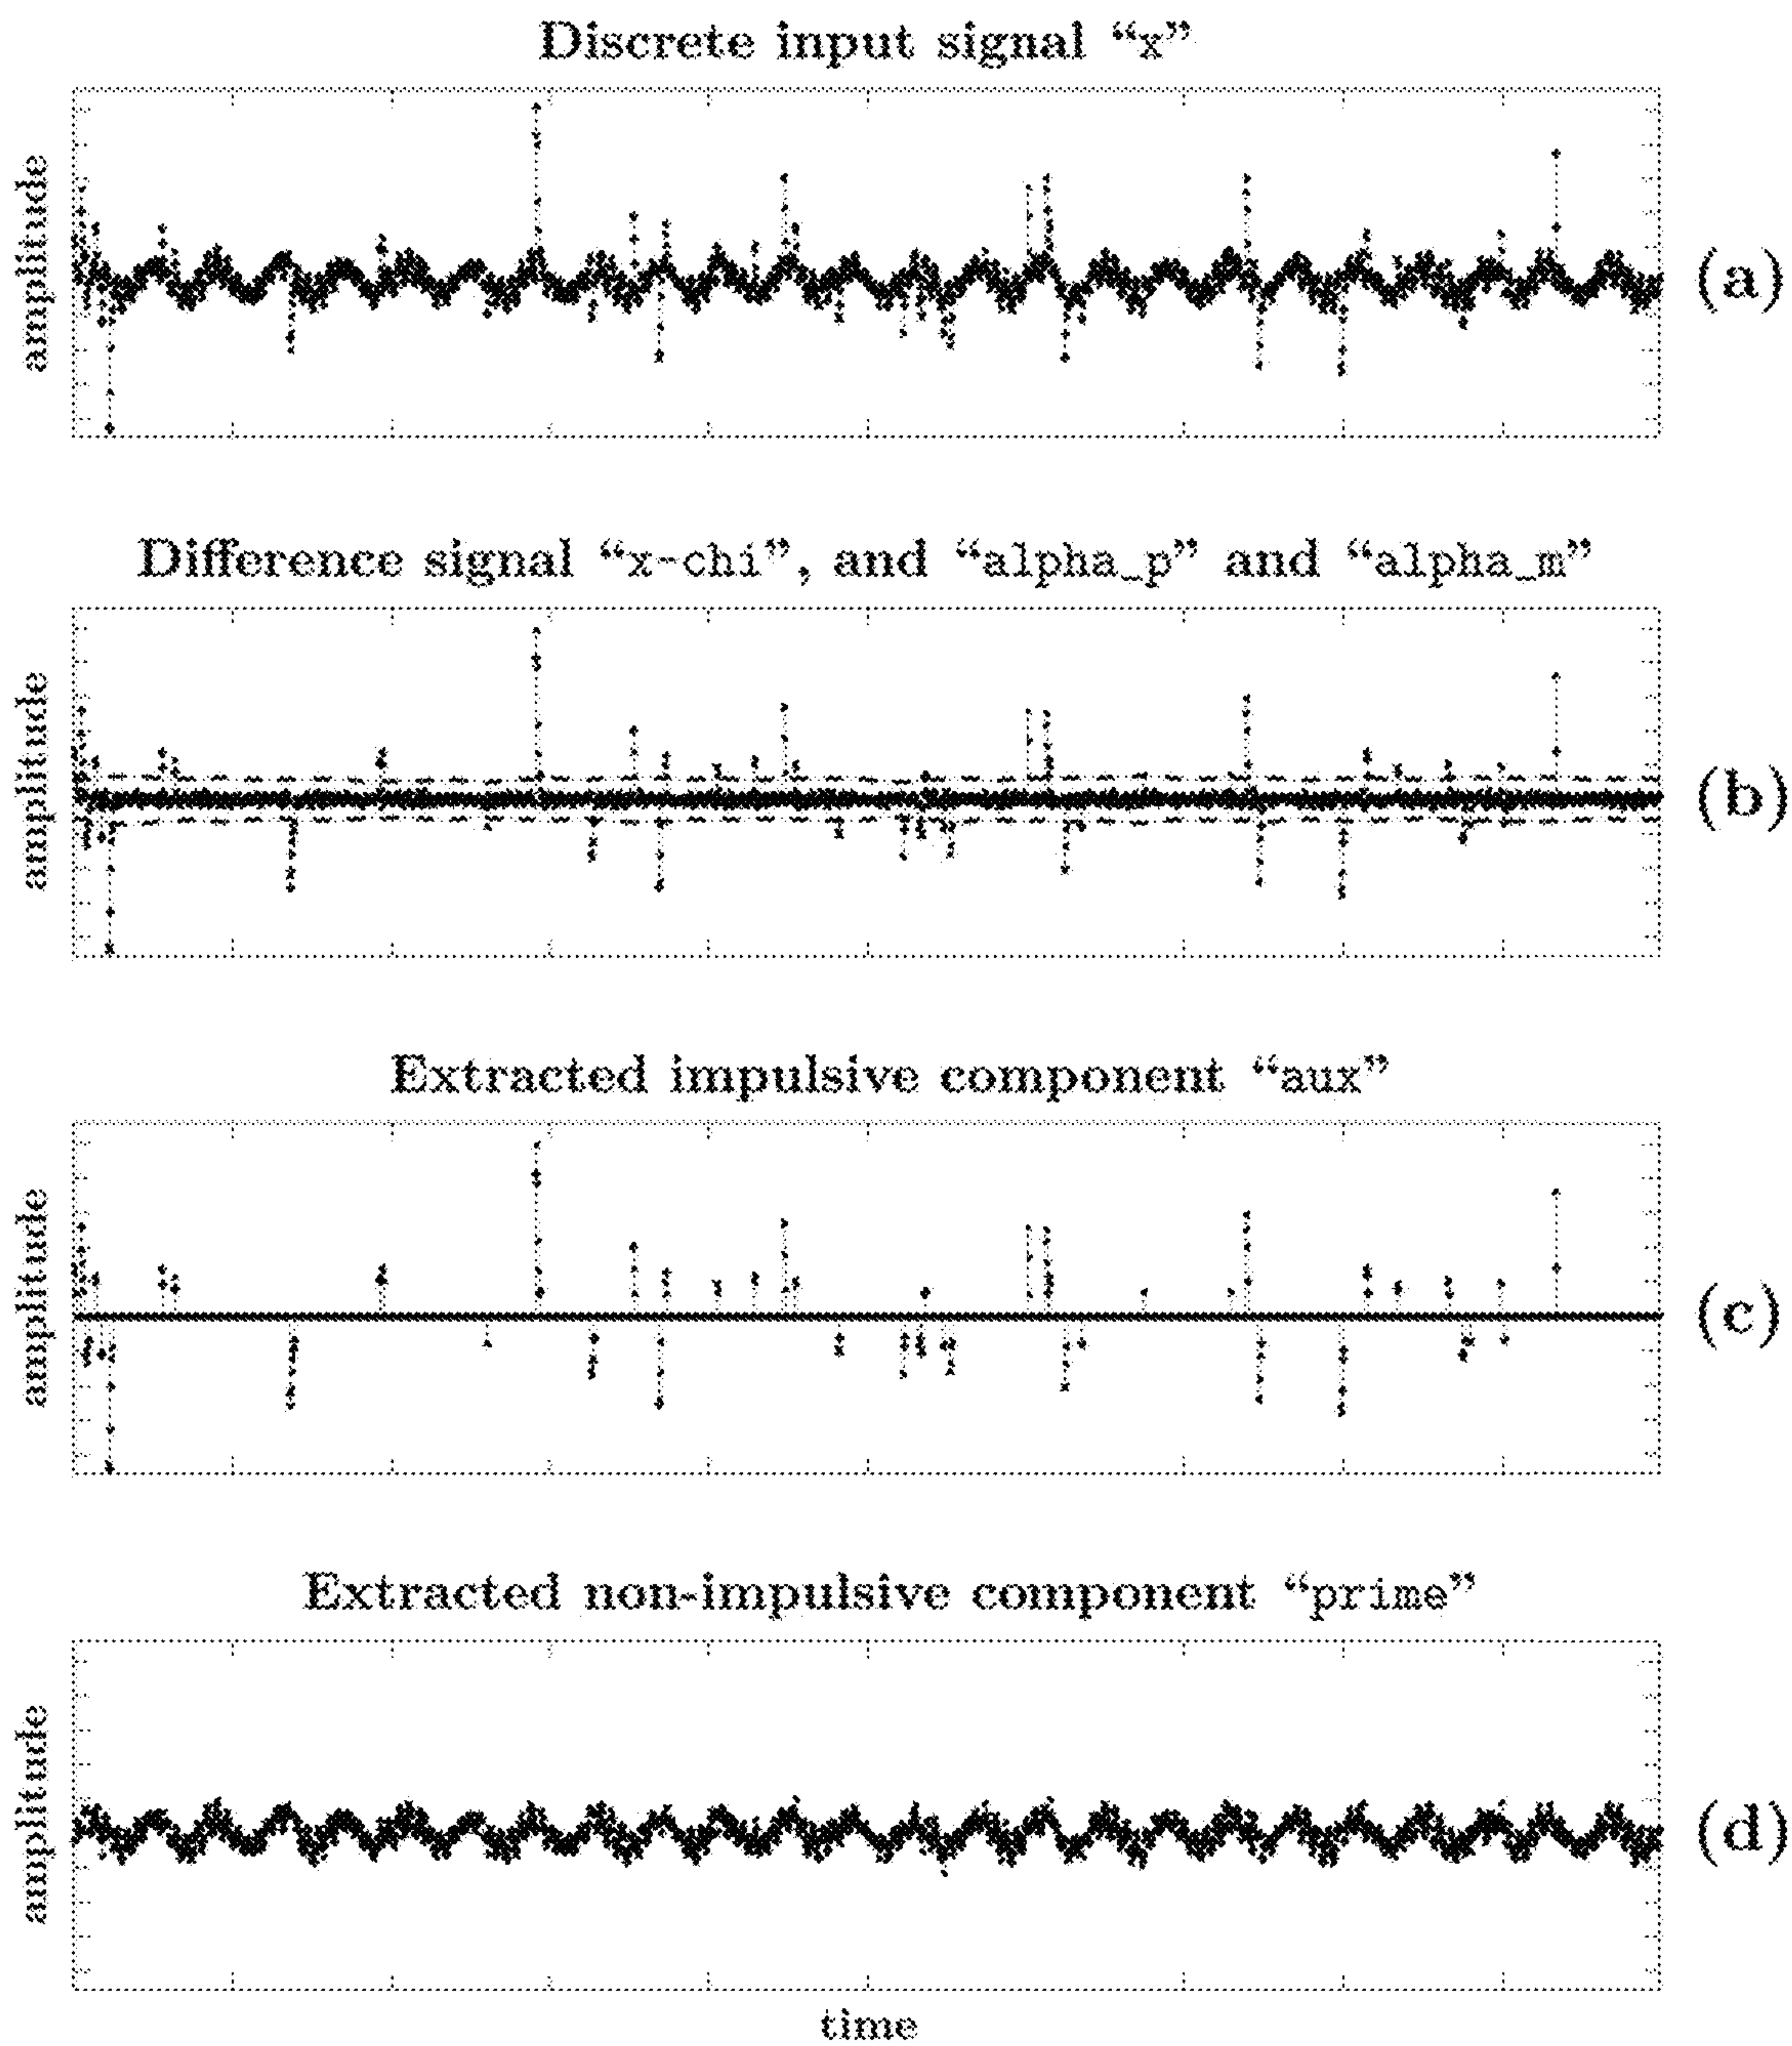 Discrete input signal “x”
amplitude
(a)
Difference signal “x-chi”, and “alpha_p” and “alpha_m”
amplitude
(b)
Extracted impulsive component “aux”
amplitude
(c)
Extracted non-impulsive component “prime”
amplitude
(d)
time